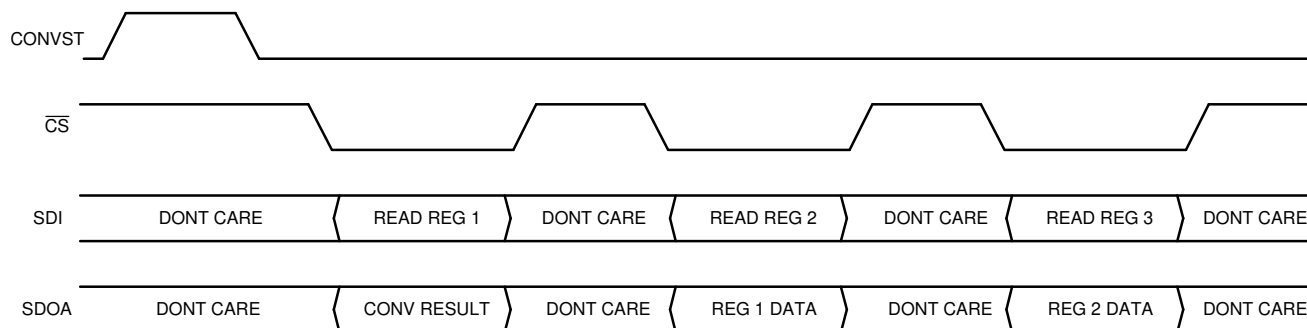 CONVST
CS
SDI DONT CARE READ REG 1 DONT CARE READ REG 2 DONT CARE READ REG 3 DONT CARE
SDOA DONT CARE CONV RESULT DONT CARE REG 1 DATA DONT CARE REG 2 DATA DONT CARE